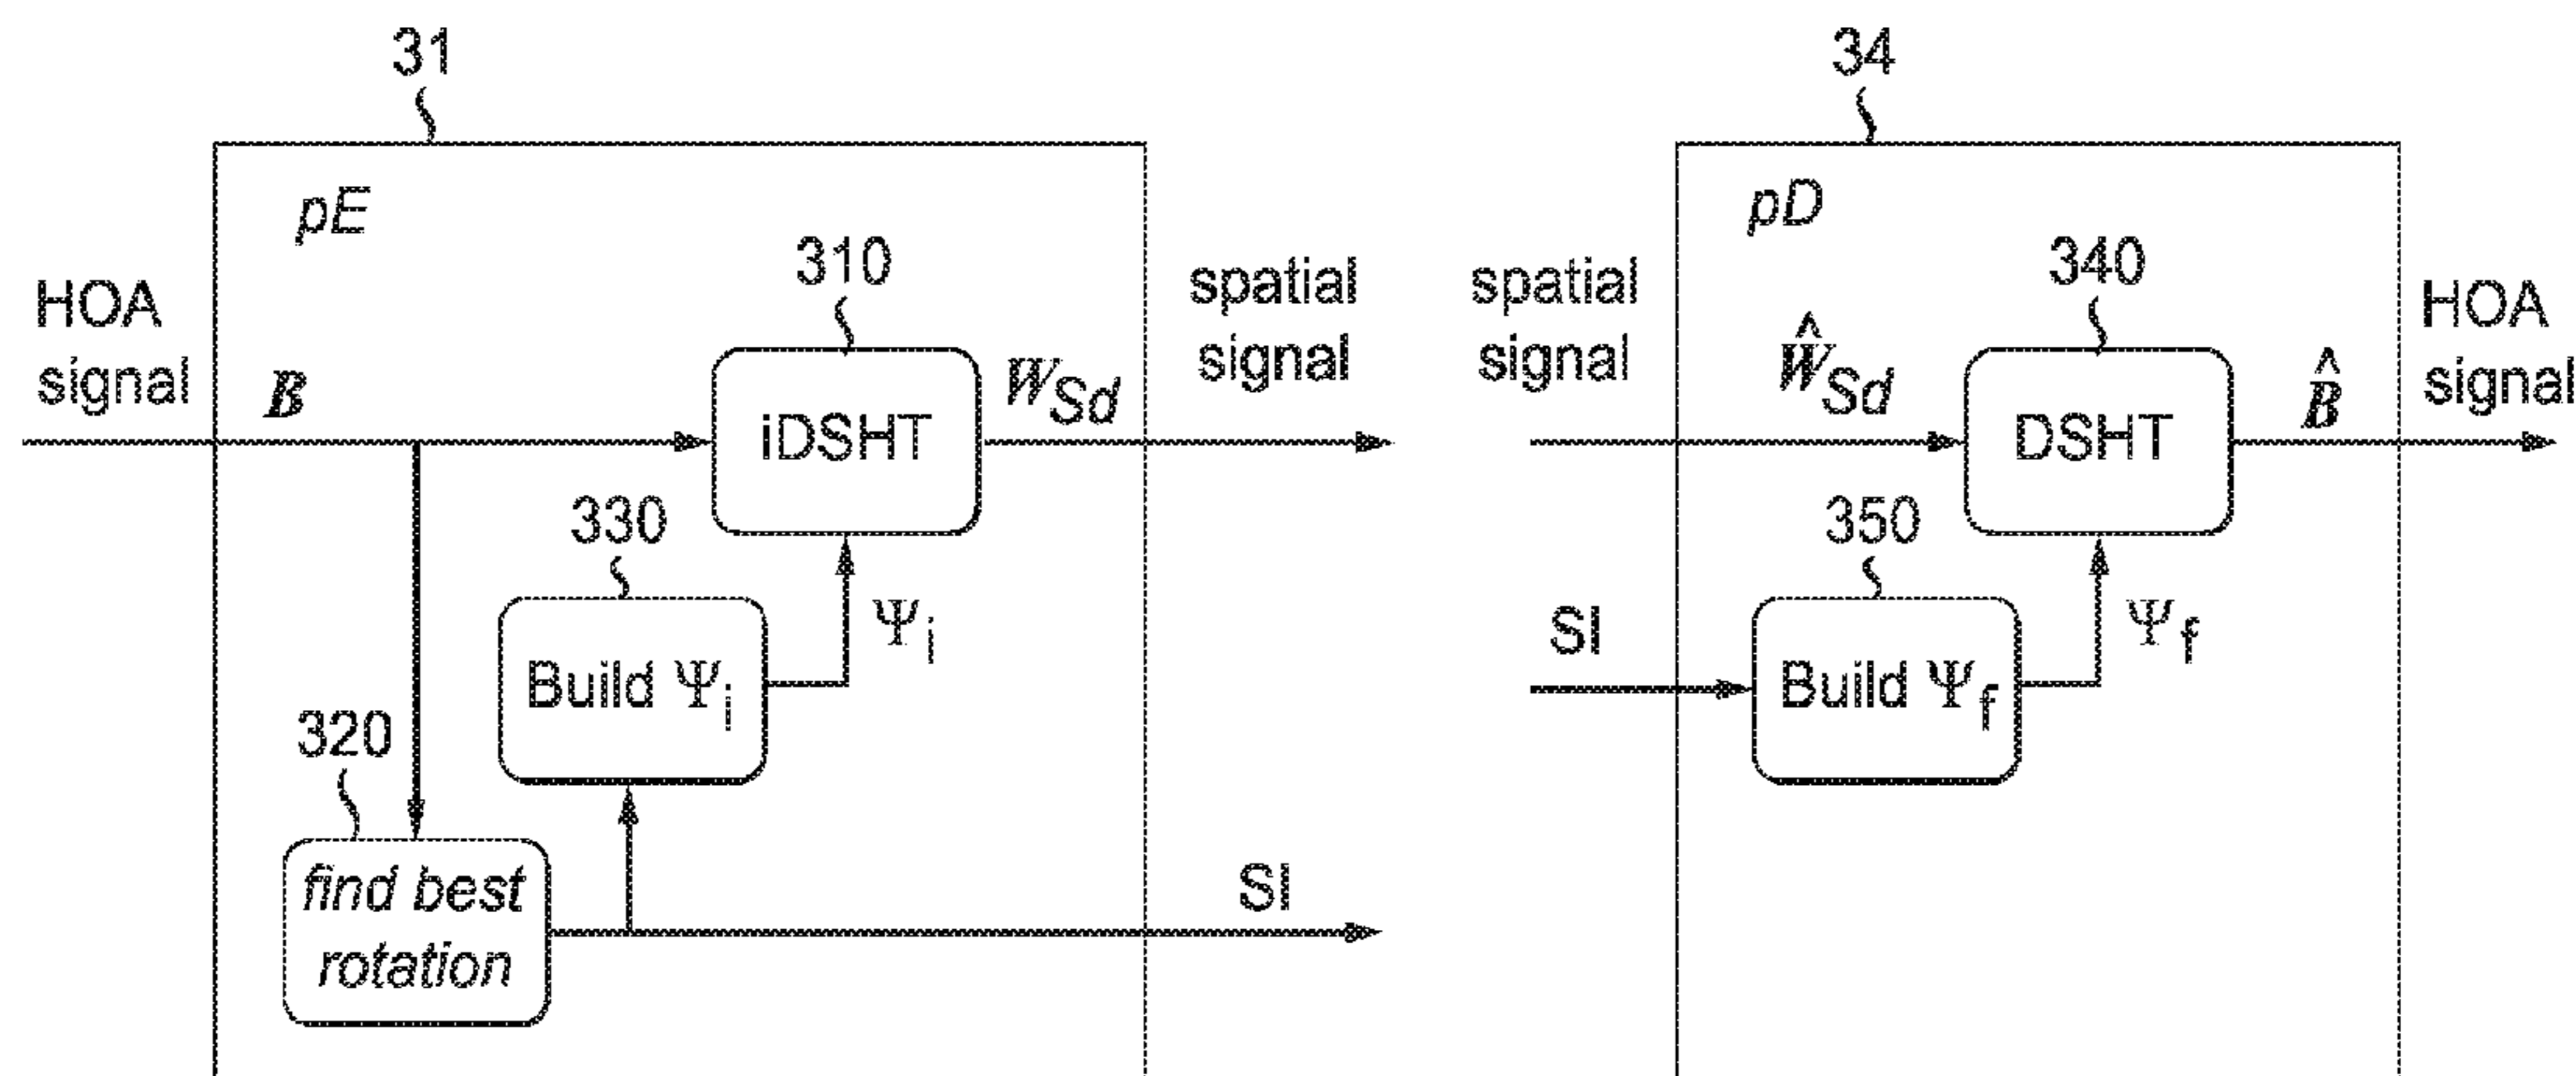 31
pE
HOA
signal
B
310
iDSHT
W_Sd
spatial
signal
330
Build Ψ_i
Ψ_i
320
find best
rotation
SI
34
pD
spatial
signal
Ŵ_Sd
340
DSHT
B̂
HOA
signal
350
SI
Build Ψ_f
Ψ_f